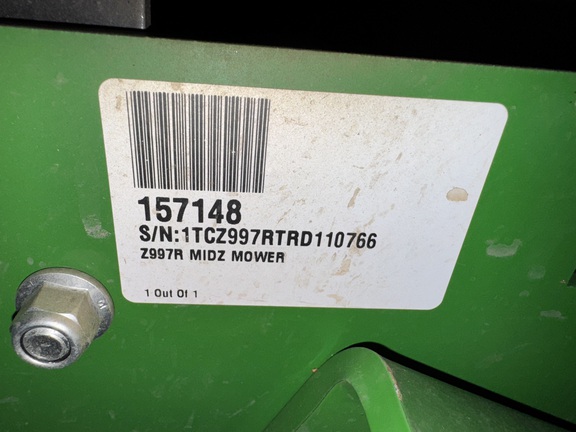 157148
S/N:1TCZ997RTRD110766
Z997R MIDZ MOWER
1 Out Of 1